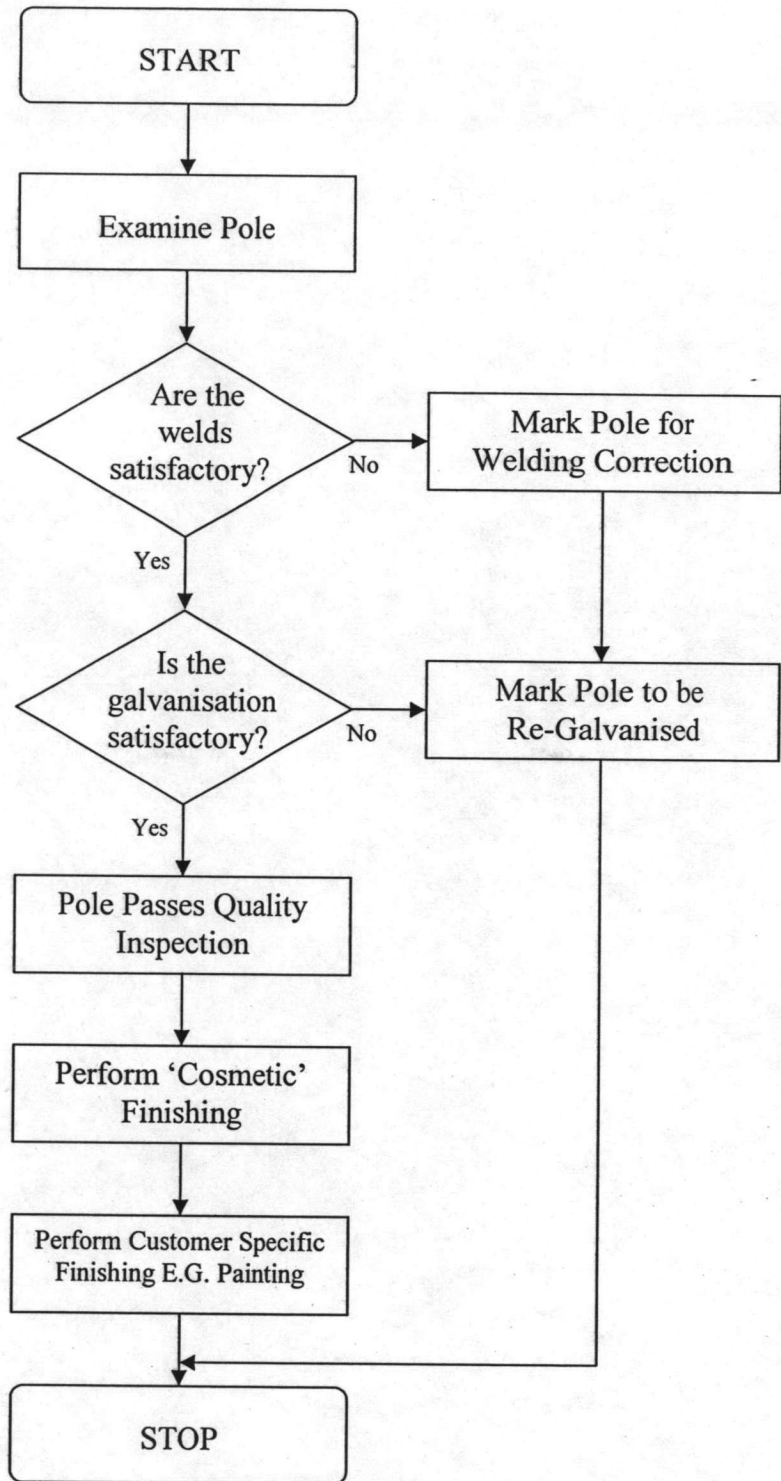 START
Examine Pole
Are the
welds
satisfactory?
No
Mark Pole for
Welding Correction
Yes
Is the
galvanisation
satisfactory?
No
Mark Pole to be
Re-Galvanised
Yes
Pole Passes Quality
Inspection
Perform ‘Cosmetic’
Finishing
Perform Customer Specific
Finishing E.G. Painting
STOP